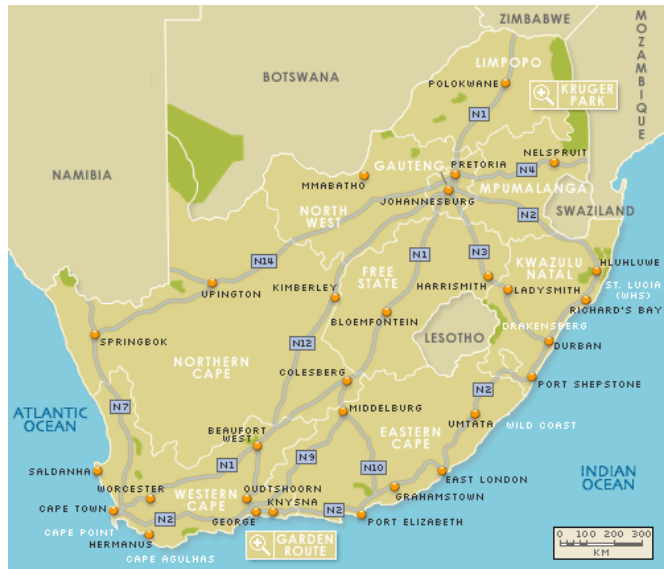 ZIMBABWE
MOZAMBIQUE
LIMPOPO
BOTSWANA
POLOKWANE
KRUGER
PARK
N1
NAMIBIA
GAUTENG
PRETORIA
NELSPRUIT
N4
MMABATHO
MPUMALANGA
JOHANNESBURG
NORTH
WEST
N2
SWAZILAND
N14
N1
N3
FREE
STATE
KWAZULU
NATAL
HLUHLUWE
UPINGTON
KIMBERLEY
HARRISMITH
LADYSMITH
ST. LUCIA
(WHS)
RICHARD'S BAY
BLOEMFONTEIN
DRAKENSBERG
SPRINGBOK
LESOTHO
DURBAN
N12
NORTHERN
CAPE
COLESBERG
PORT SHEPSTONE
N2
N7
ATLANTIC
OCEAN
MIDDELBURG
UMTATA
WILD COAST
BEAUFORT
WEST
EASTERN
CAPE
N9
N1
N10
SALDANHA
EAST LONDON
INDIAN
OCEAN
WORCESTER
WESTERN
CAPE
OUDTSHOORN
GRAHAMSTOWN
KNYSNA
CAPE TOWN
N2
GEORGE
N2
PORT ELIZABETH
CAPE POINT
HERMANUS
GARDEN
ROUTE
CAPE AGULHAS
0 100 200 300
KM